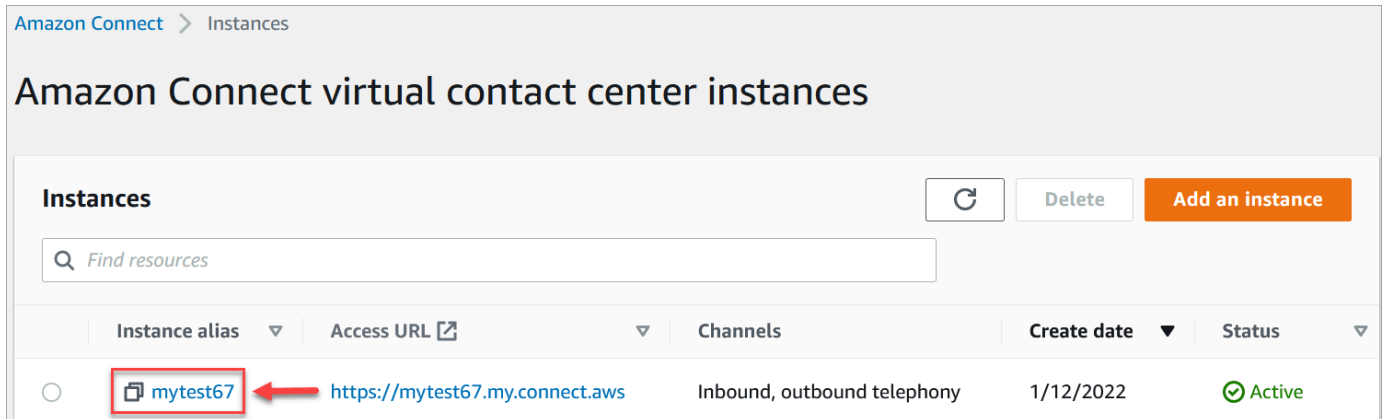 Amazon Connect > Instances
Amazon Connect virtual contact center instances
Instances Delete Add an instance
Find resources
Instance alias Access URL Channels Create date Status
mytest67 https://mytest67.my.connect.aws Inbound, outbound telephony 1/12/2022 Active